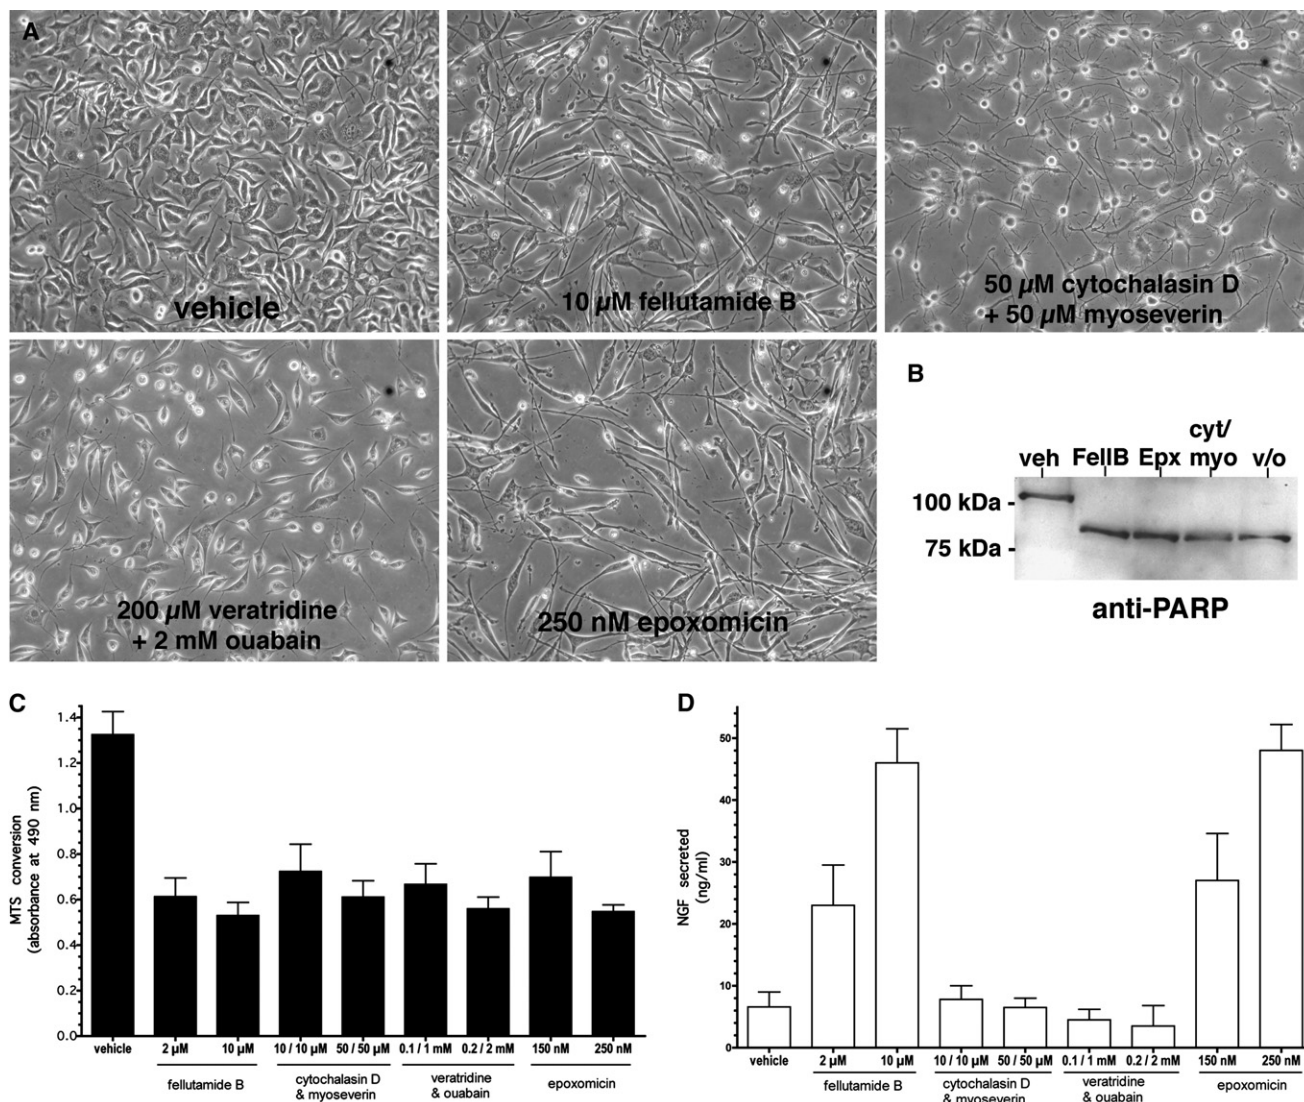 A
vehicle
10 µM fellutamide B
50 µM cytochalasin D
+ 50 µM myoseverin
200 µM veratridine
+ 2 mM ouabain
250 nM epoxomicin
B
veh FellB Epx cyt/
myo v/o
100 kDa -
75 kDa -
anti-PARP
C
MTS conversion
(absorbance at 490 nm)
1.4
1.2
1.0
0.8
0.6
0.4
0.2
0.0
vehicle 2 µM 10 µM 10 / 10 µM 50 / 50 µM 0.1 / 1 mM 0.2 / 2 mM 150 nM 250 nM
fellutamide B cytochalasin D veratridine epoxomicin
& myoseverin & ouabain
D
NGF secreted
(ng/ml)
50
40
30
20
10
0
vehicle 2 µM 10 µM 10 / 10 µM 50 / 50 µM 0.1 / 1 mM 0.2 / 2 mM 150 nM 250 nM
fellutamide B cytochalasin D veratridine epoxomicin
& myoseverin & ouabain